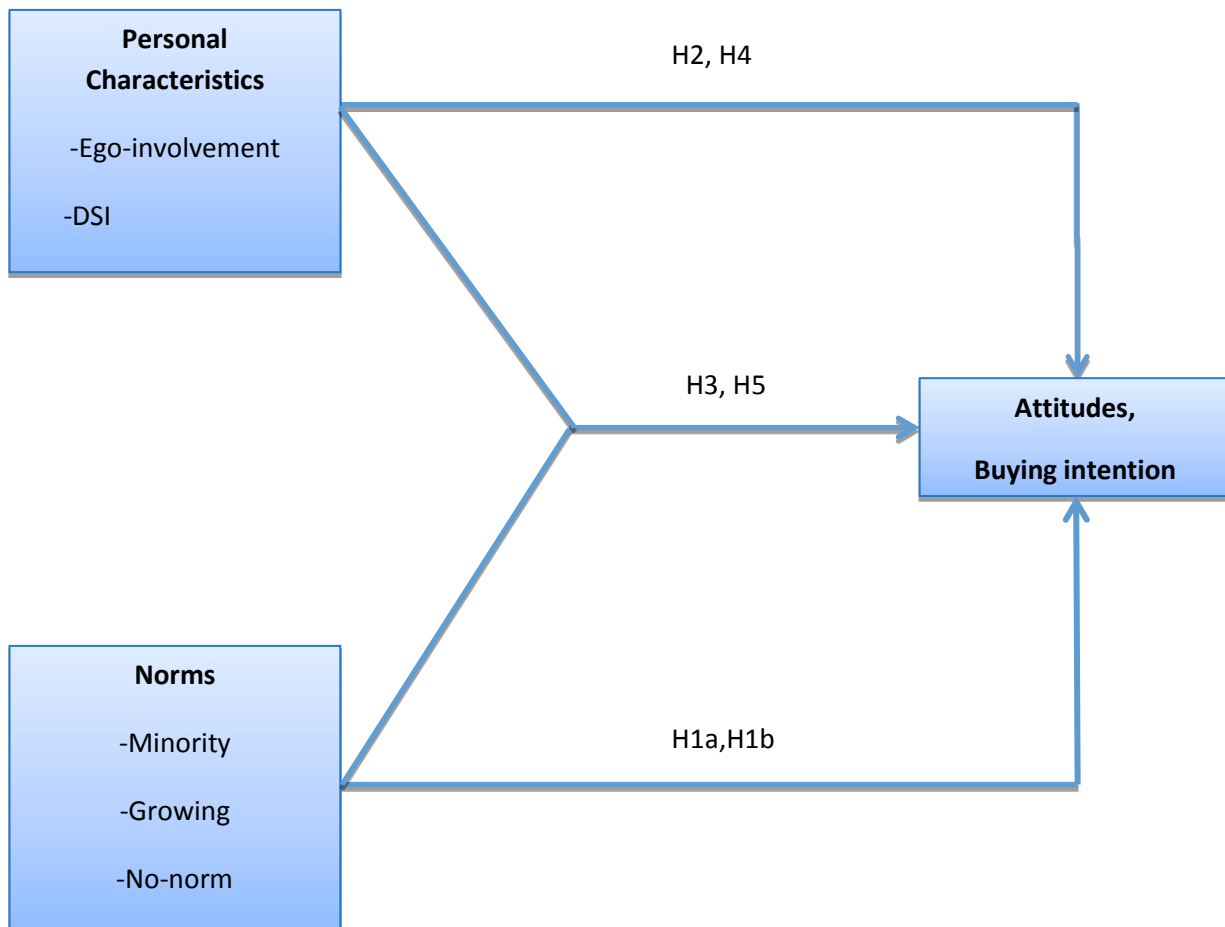 Personal
Characteristics
-Ego-involvement
-DSI
H2, H4
H3, H5
Attitudes,
Buying intention
Norms
-Minority
-Growing
-No-norm
H1a,H1b